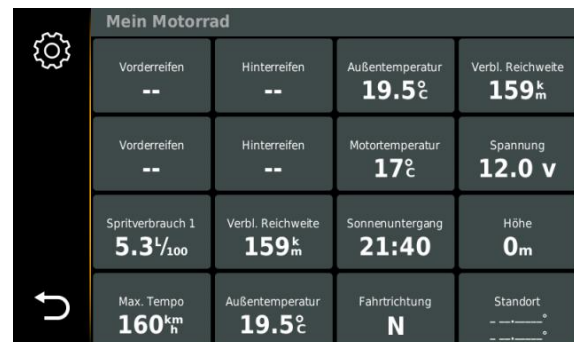 Mein Motorrad
Vorderreifen Hinterreifen Außentemperatur Verbl. Reichweite
-- -- 19.5°C 159km
Vorderreifen Hinterreifen Motortemperatur Spannung
-- -- 17°C 12.0 v
Spritverbrauch 1 Verbl. Reichweite Sonnenuntergang Höhe
5.3L/100 159km 21:40 0m
Max. Tempo Außentemperatur Fahrtrichtung Standort
160km/h 19.5°C N --.---°
--.---°